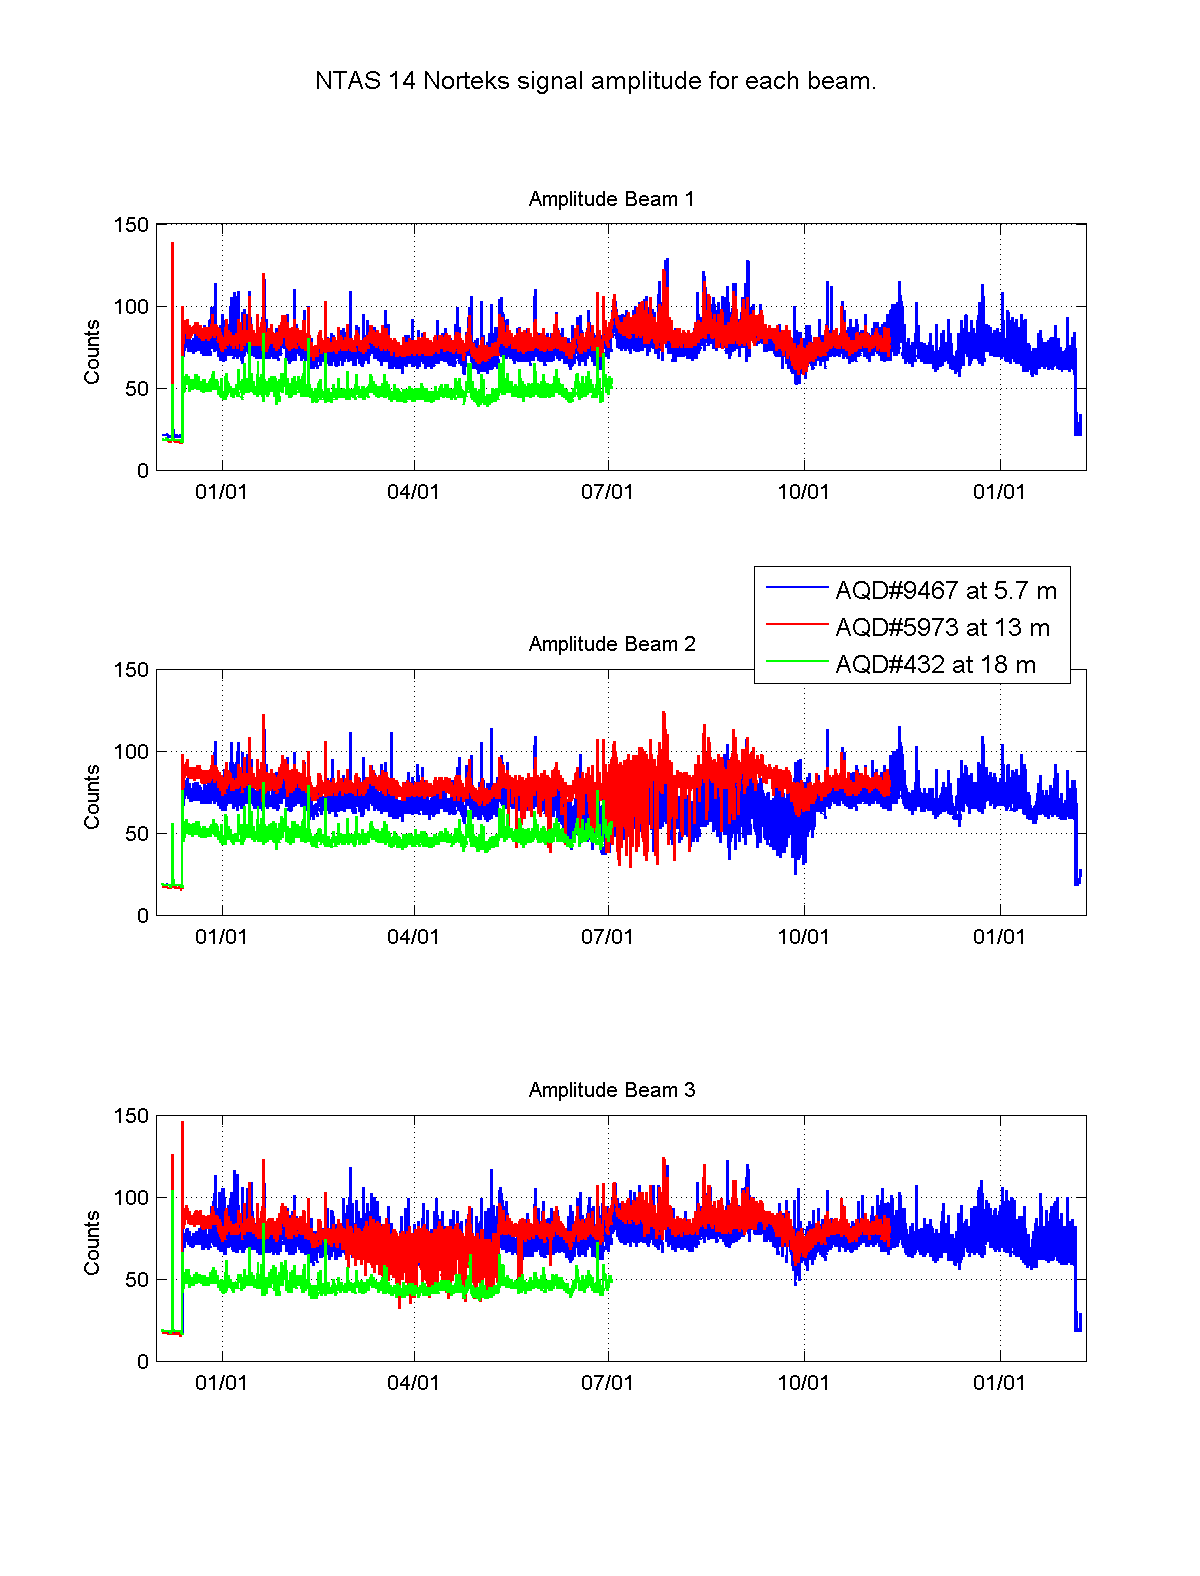 NTAS 14 Norteks signal amplitude for each beam.
Amplitude Beam 1
150
100
50
0
Counts
01/01 04/01 07/01 10/01 01/01
AQD#9467 at 5.7 m
AQD#5973 at 13 m
AQD#432 at 18 m
Amplitude Beam 2
150
100
50
0
Counts
01/01 04/01 07/01 10/01 01/01
Amplitude Beam 3
150
100
50
0
Counts
01/01 04/01 07/01 10/01 01/01